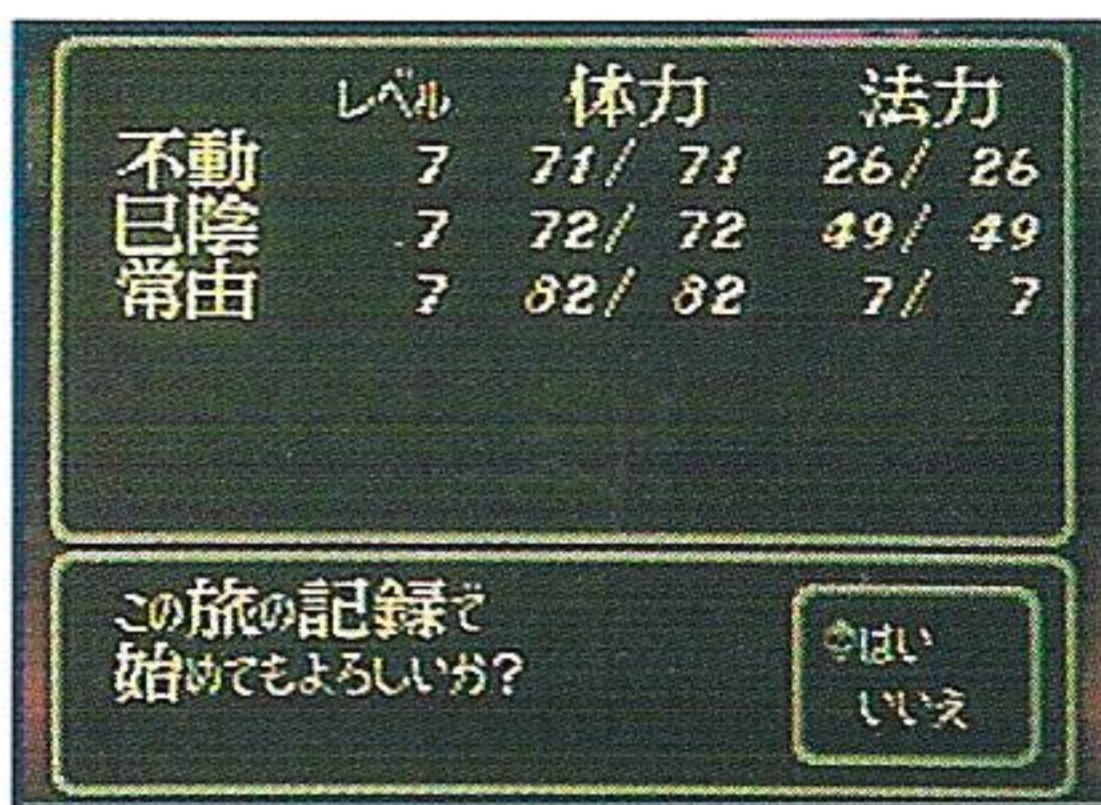 レベル 体力 法力
不動 7 71/ 71 26/ 26
巳陰 7 72/ 72 49/ 49
常由 7 82/ 82 7/ 7
この旅の記録で
始めてもよろしいか?
はい
いいえ